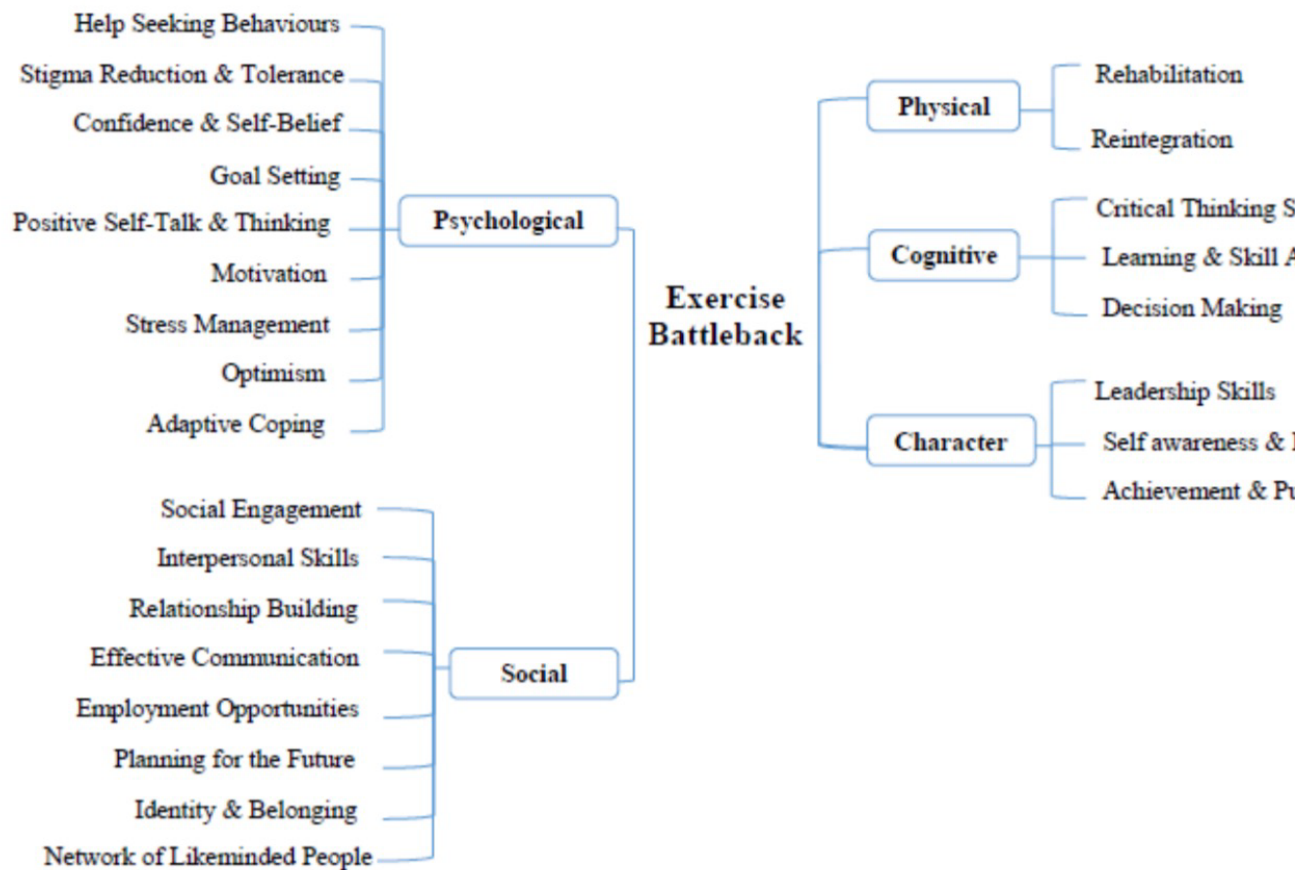 Help Seeking Behaviours
Stigma Reduction & Tolerance
Confidence & Self-Belief
Goal Setting
Positive Self-Talk & Thinking
Motivation
Stress Management
Optimism
Adaptive Coping
Psychological
Social Engagement
Interpersonal Skills
Relationship Building
Effective Communication
Employment Opportunities
Planning for the Future
Identity & Belonging
Network of Likeminded People
Social
Exercise
Battleback
Physical
Rehabilitation
Reintegration
Cognitive
Critical Thinking
Learning & Skill
Decision Making
Character
Leadership Skills
Self awareness &
Achievement &